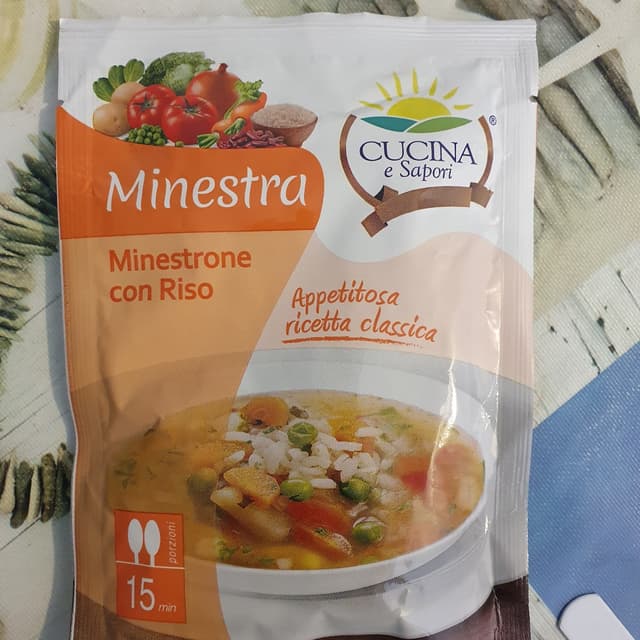 CUCINA
e Sapori
®
Minestra
Minestrone
con Riso
Appetitosa
ricetta classica
porzioni
15 min